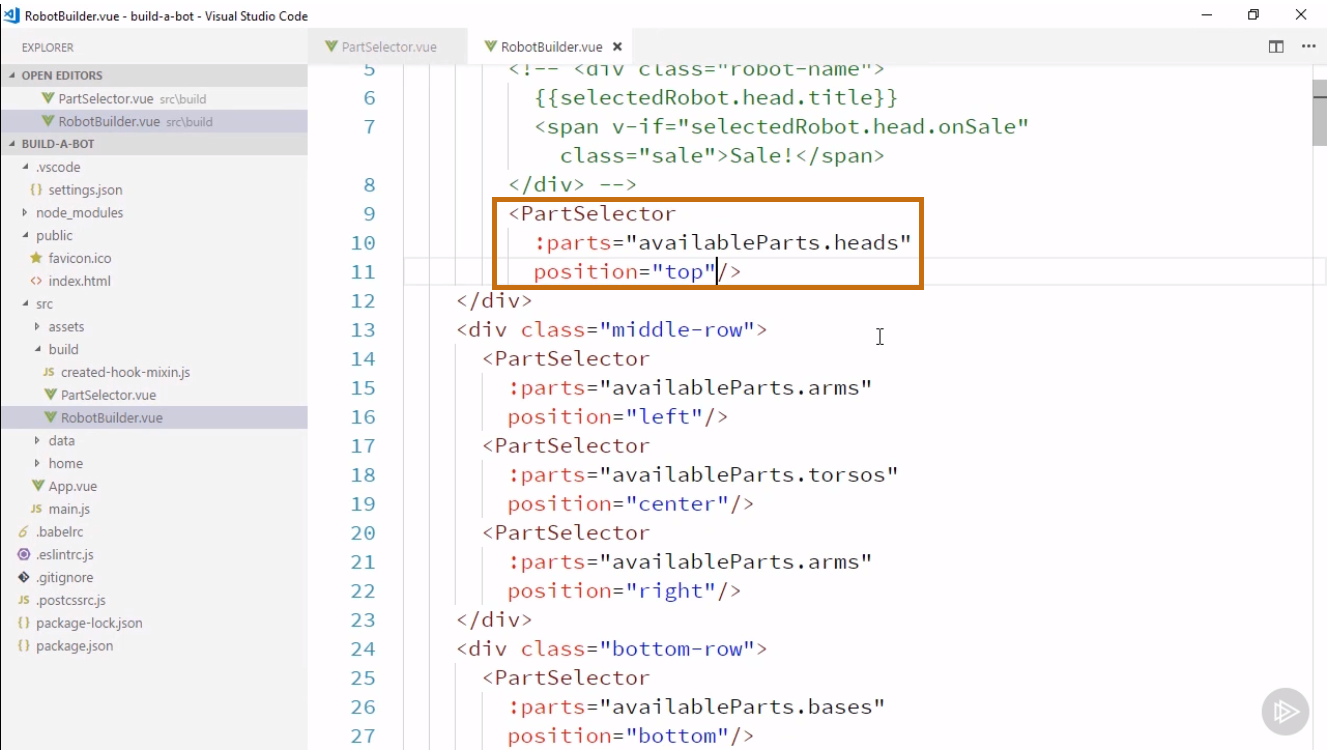 RobotBuilder.vue - build-a-bot - Visual Studio Code
EXPLORER
OPEN EDITORS
PartSelector.vue src\build
RobotBuilder.vue src\build
BUILD-A-BOT
.vscode
{} settings.json
node_modules
public
favicon.ico
<> index.html
src
assets
build
JS created-hook-mixin.js
PartSelector.vue
RobotBuilder.vue
data
home
App.vue
JS main.js
.babelrc
.eslintrc.js
.gitignore
JS .postcssrc.js
{} package-lock.json
{} package.json
PartSelector.vue RobotBuilder.vue
5 <!-- <div class="robot-name">
6 {{selectedRobot.head.title}}
7 <span v-if="selectedRobot.head.onSale"
class="sale">Sale!</span>
8 </div> -->
9 <PartSelector
10 :parts="availableParts.heads"
11 position="top"/>
12 </div>
13 <div class="middle-row">
14 <PartSelector
15 :parts="availableParts.arms"
16 position="left"/>
17 <PartSelector
18 :parts="availableParts.torsos"
19 position="center"/>
20 <PartSelector
21 :parts="availableParts.arms"
22 position="right"/>
23 </div>
24 <div class="bottom-row">
25 <PartSelector
26 :parts="availableParts.bases"
27 position="bottom"/>